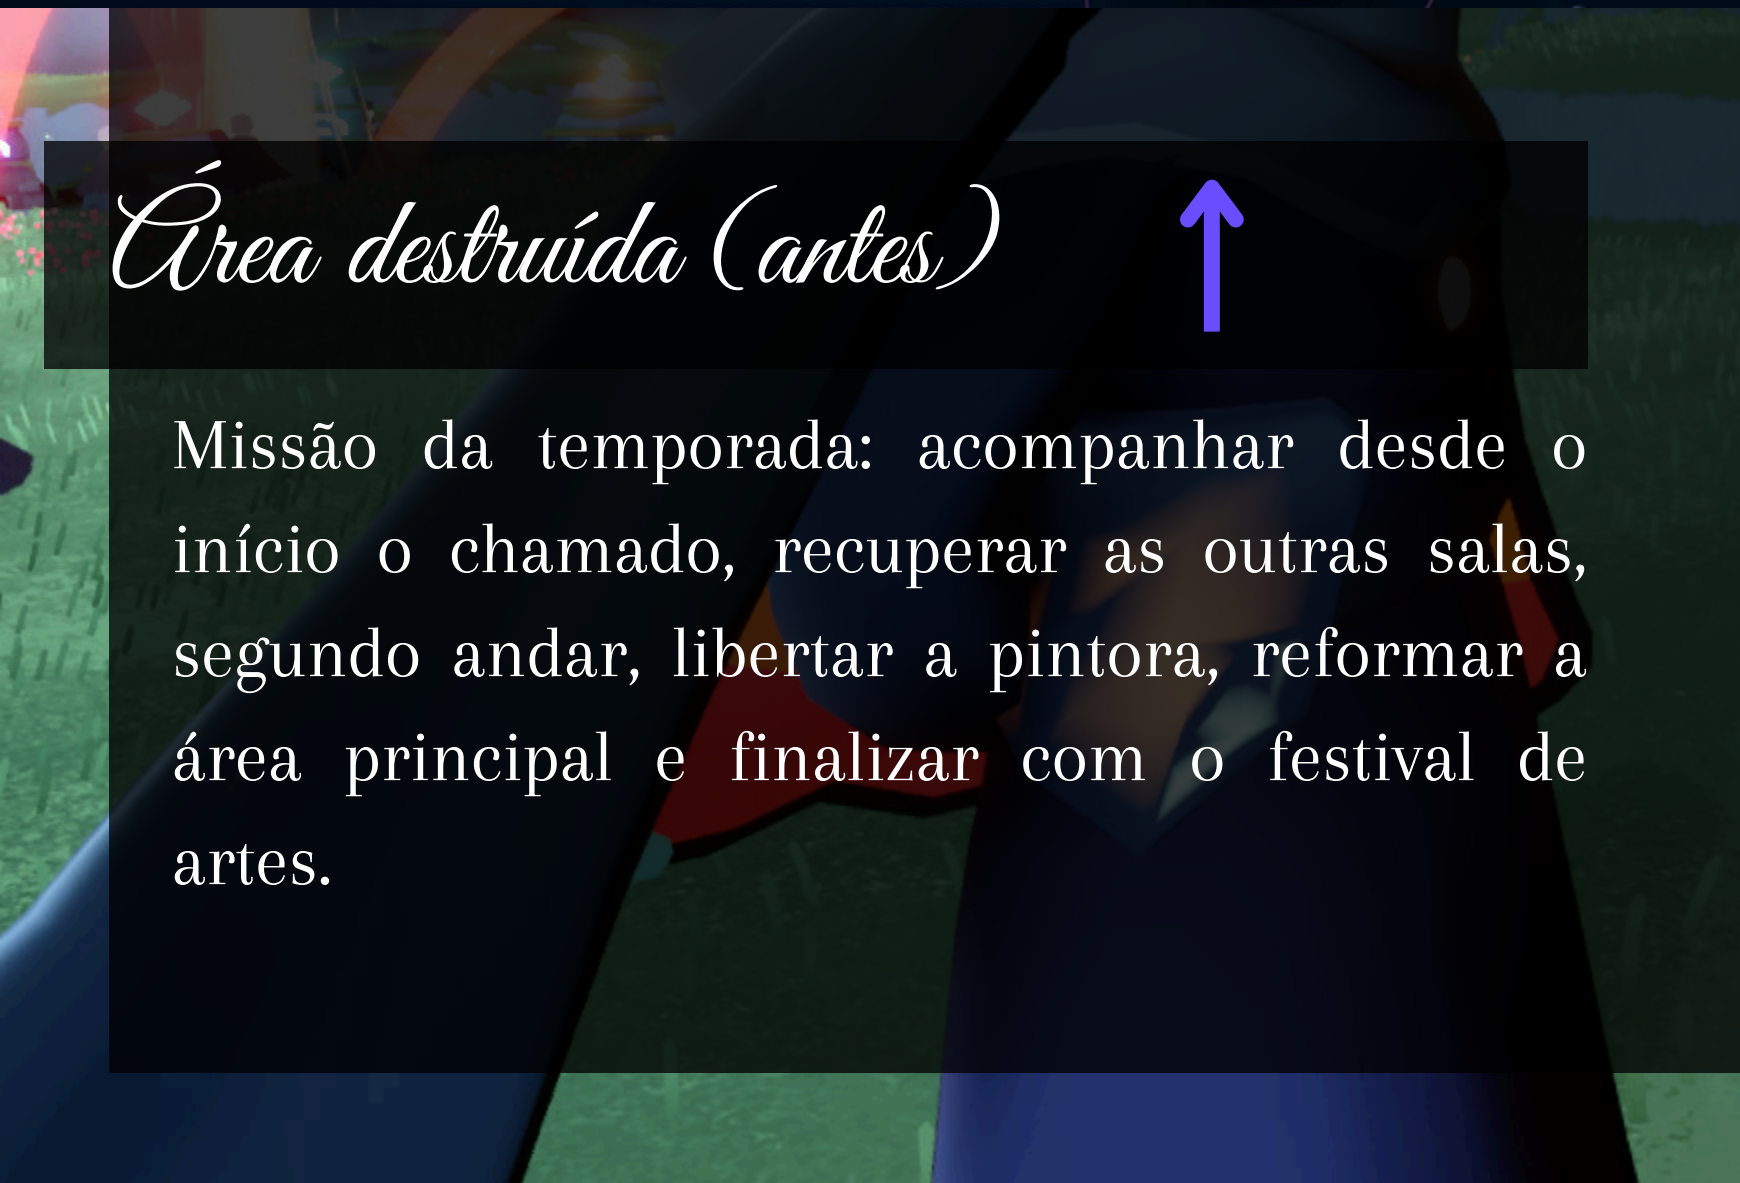 Área destruída (antes)
Missão da temporada: acompanhar desde o
início o chamado, recuperar as outras salas,
segundo andar, libertar a pintora, reformar a
área principal e finalizar com o festival de
artes.